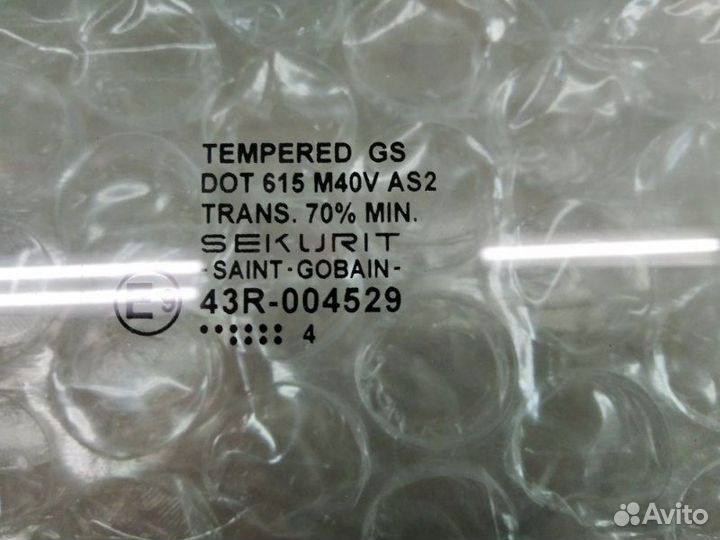 TEMPERED GS
DOT 615 M40V AS2
TRANS. 70% MIN.
SEKURIT
-SAINT-GOBAIN-
E9 43R-004529
4
Avito